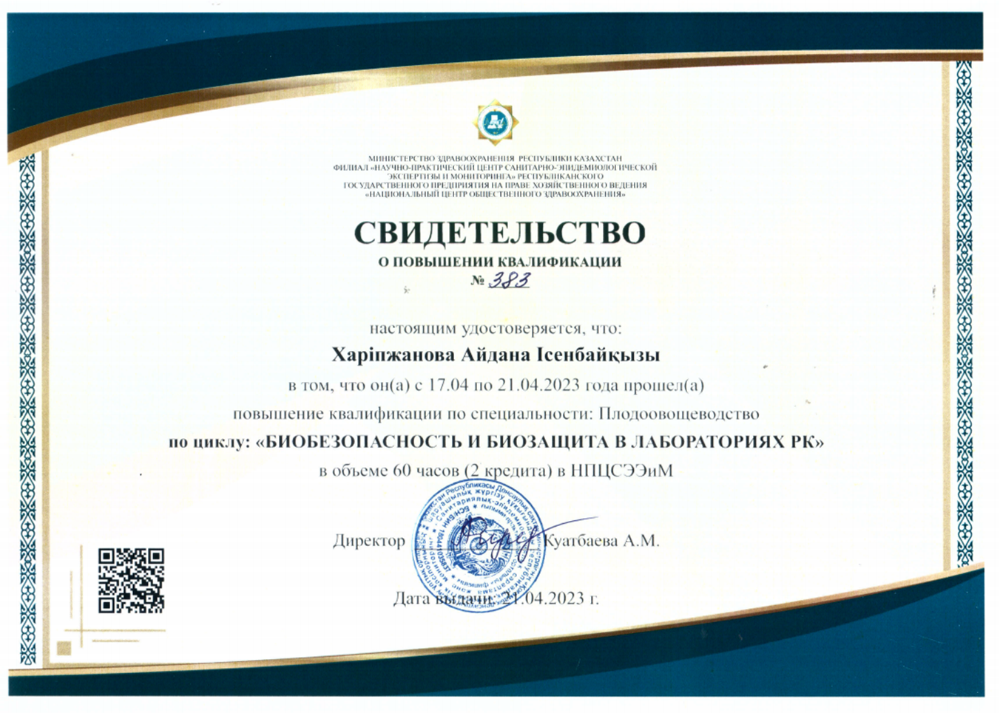 МИНИСТЕРСТВО ЗДРАВООХРАНЕНИЯ РЕСПУБЛИКИ КАЗАХСТАН
ФИЛИАЛ «НАУЧНО-ПРАКТИЧЕСКИЙ ЦЕНТР САНИТАРНО-ЭПИДЕМИОЛОГИЧЕСКОЙ
ЭКСПЕРТИЗЫ И МОНИТОРИНГА» РЕСПУБЛИКАНСКОГО
ГОСУДАРСТВЕННОГО ПРЕДПРИЯТИЯ НА ПРАВЕ ХОЗЯЙСТВЕННОГО ВЕДЕНИЯ
«НАЦИОНАЛЬНЫЙ ЦЕНТР ОБЩЕСТВЕННОГО ЗДРАВООХРАНЕНИЯ»
СВИДЕТЕЛЬСТВО
О ПОВЫШЕНИИ КВАЛИФИКАЦИИ
№ 383
настоящим удостоверяется, что:
Харіпжанова Айдана Ісенбайқызы
в том, что он(а) с 17.04 по 21.04.2023 года прошел(а)
повышение квалификации по специальности: Плодоовощеводство
по циклу: «БИОБЕЗОПАСНОСТЬ И БИОЗАЩИТА В ЛАБОРАТОРИЯХ РК»
в объеме 60 часов (2 кредита) в НПЦСЭЭиМ
Директор Куатбаева А.М.
Дата выдачи: 21.04.2023 г.